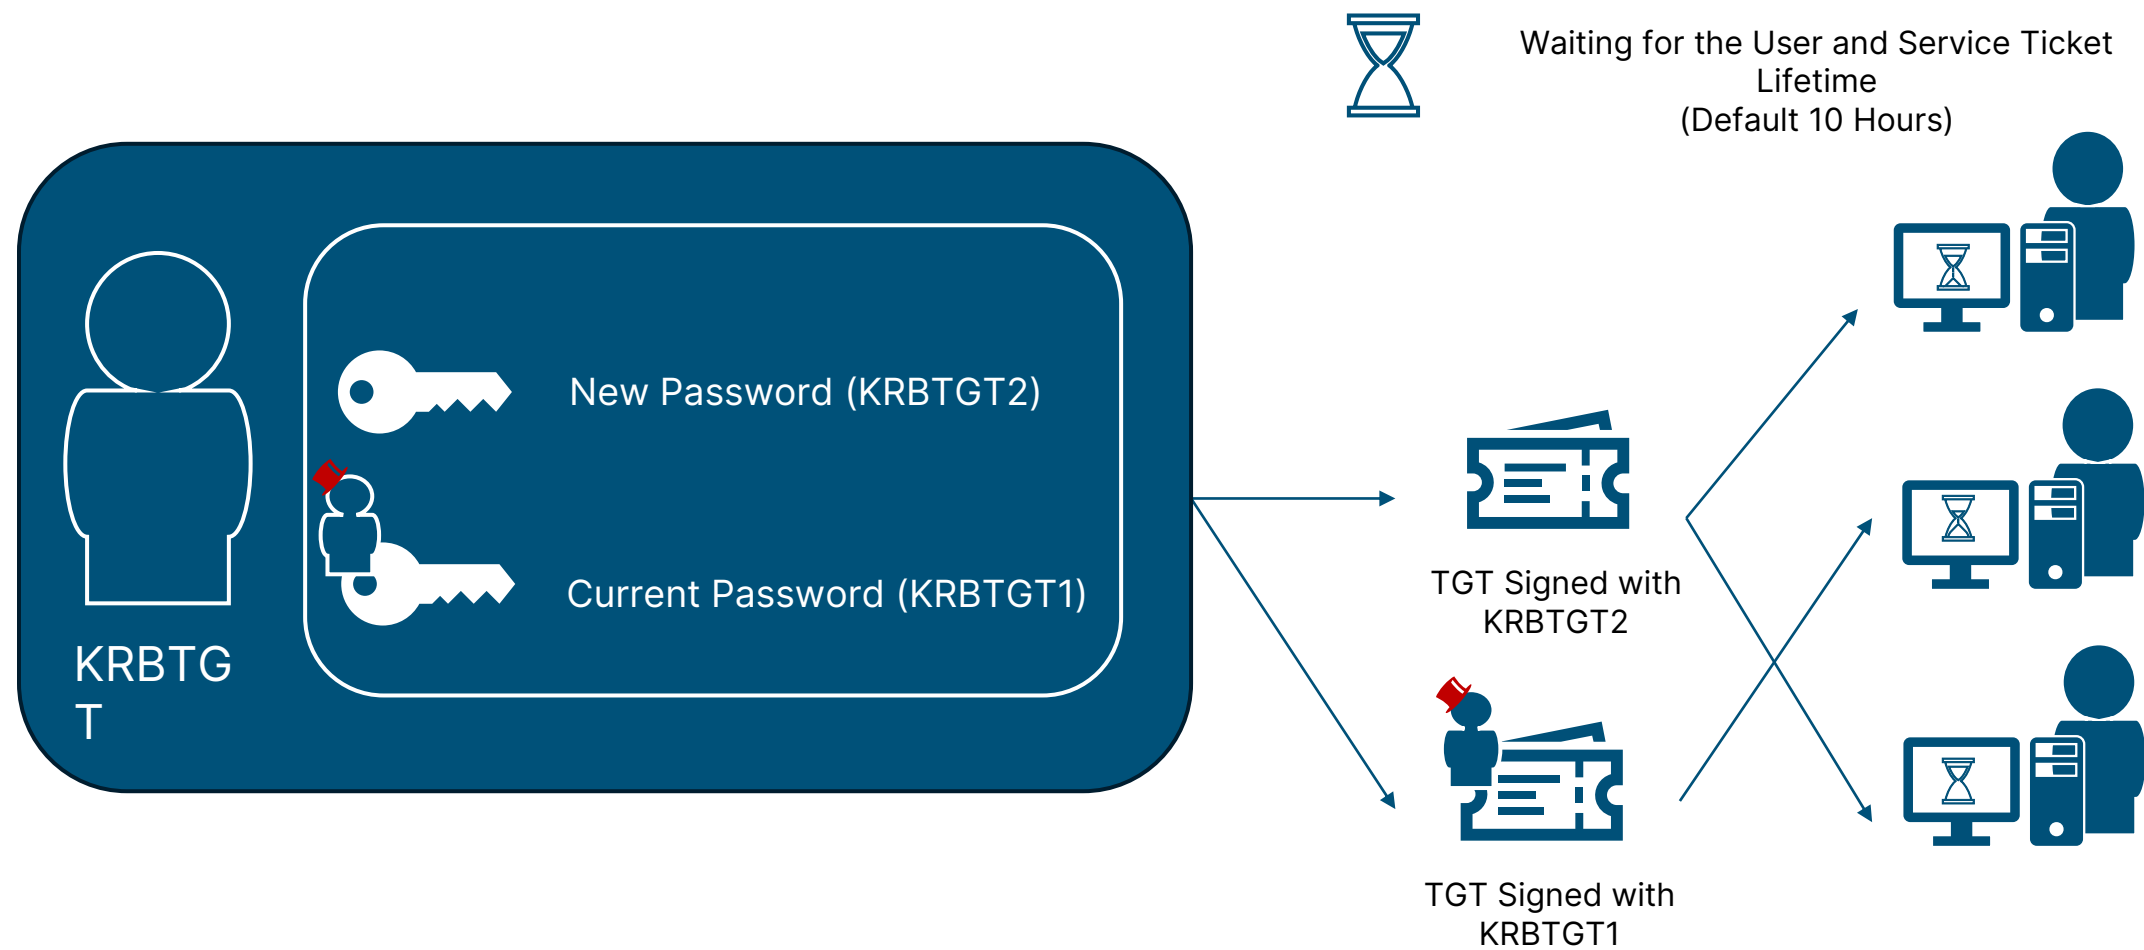 Waiting for the User and Service Ticket
Lifetime
(Default 10 Hours)
New Password (KRBTGT2)
Current Password (KRBTGT1)
KRBTG
T
TGT Signed with
KRBTGT2
TGT Signed with
KRBTGT1